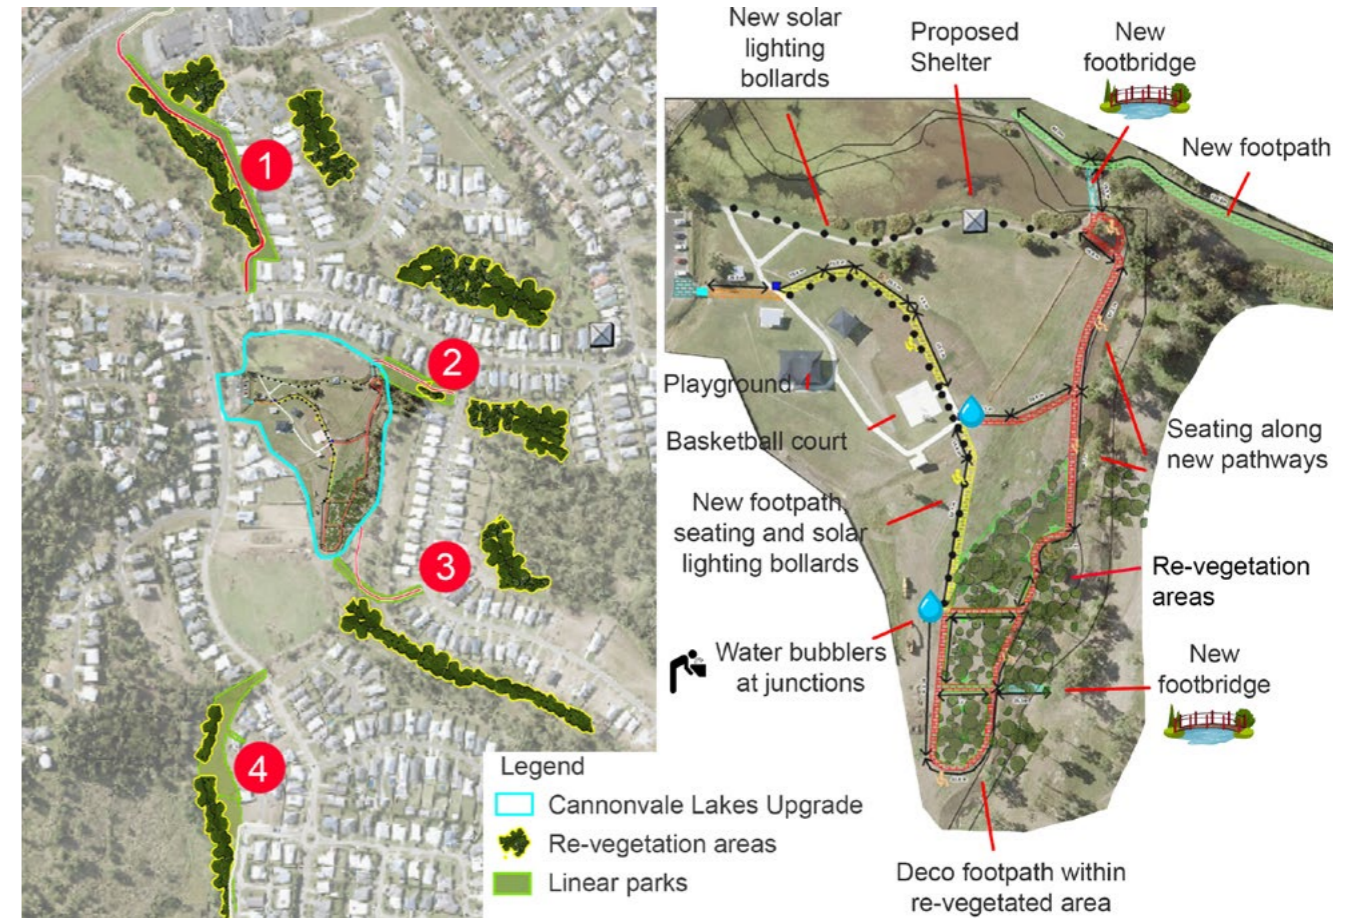 1
2
3
4
Legend
Cannonvale Lakes Upgrade
Re-vegetation areas
Linear parks
New solar
lighting
bollards
Proposed
Shelter
New
footbridge
New footpath
Playground
Basketball court
Seating along
new pathways
New footpath,
seating and solar
lighting bollards
Re-vegetation
areas
Water bubblers
at junctions
New
footbridge
Deco footpath within
re-vegetated area